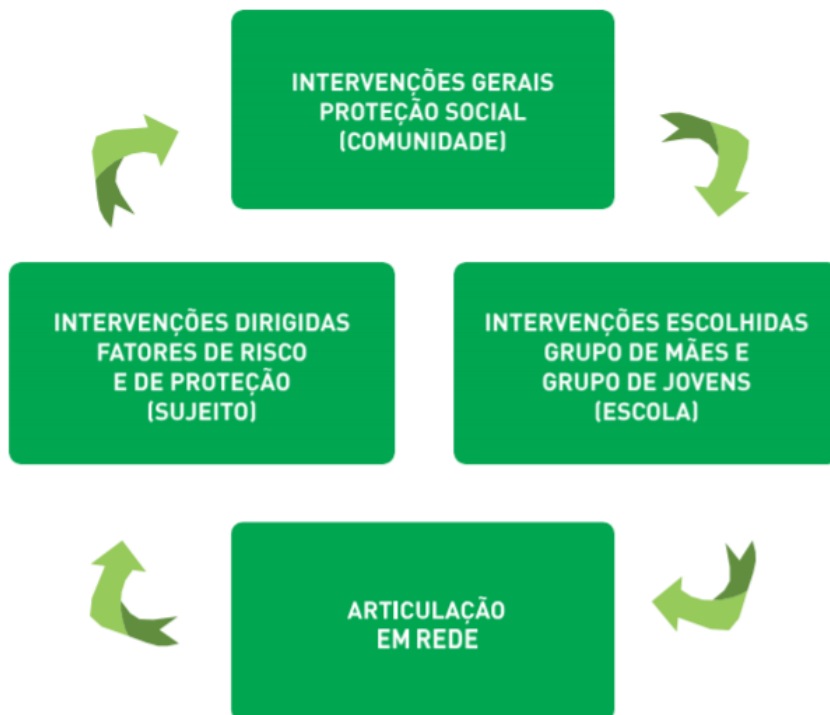 INTERVENÇÕES GERAIS
PROTEÇÃO SOCIAL
(COMUNIDADE)
INTERVENÇÕES DIRIGIDAS
FATORES DE RISCO
E DE PROTEÇÃO
(SUJEITO)
INTERVENÇÕES ESCOLHIDAS
GRUPO DE MÃES E
GRUPO DE JOVENS
(ESCOLA)
ARTICULAÇÃO
EM REDE